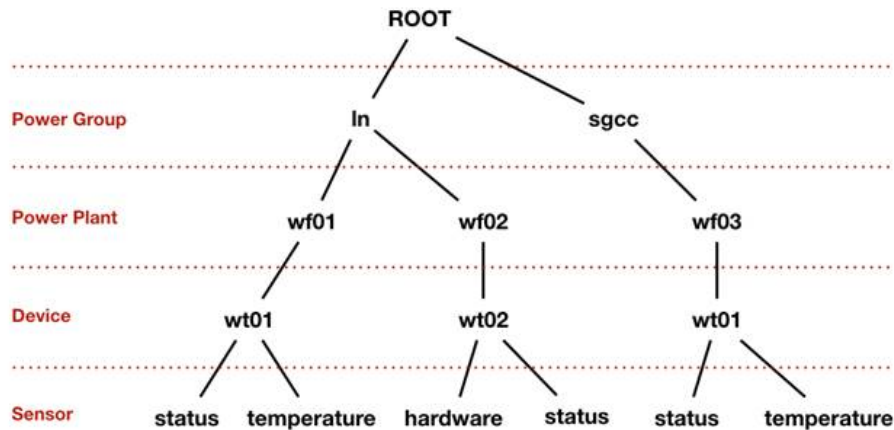 ROOT
Power Group ln sgcc
Power Plant wf01 wf02 wf03
Device wt01 wt02 wt01
Sensor status temperature hardware status status temperature